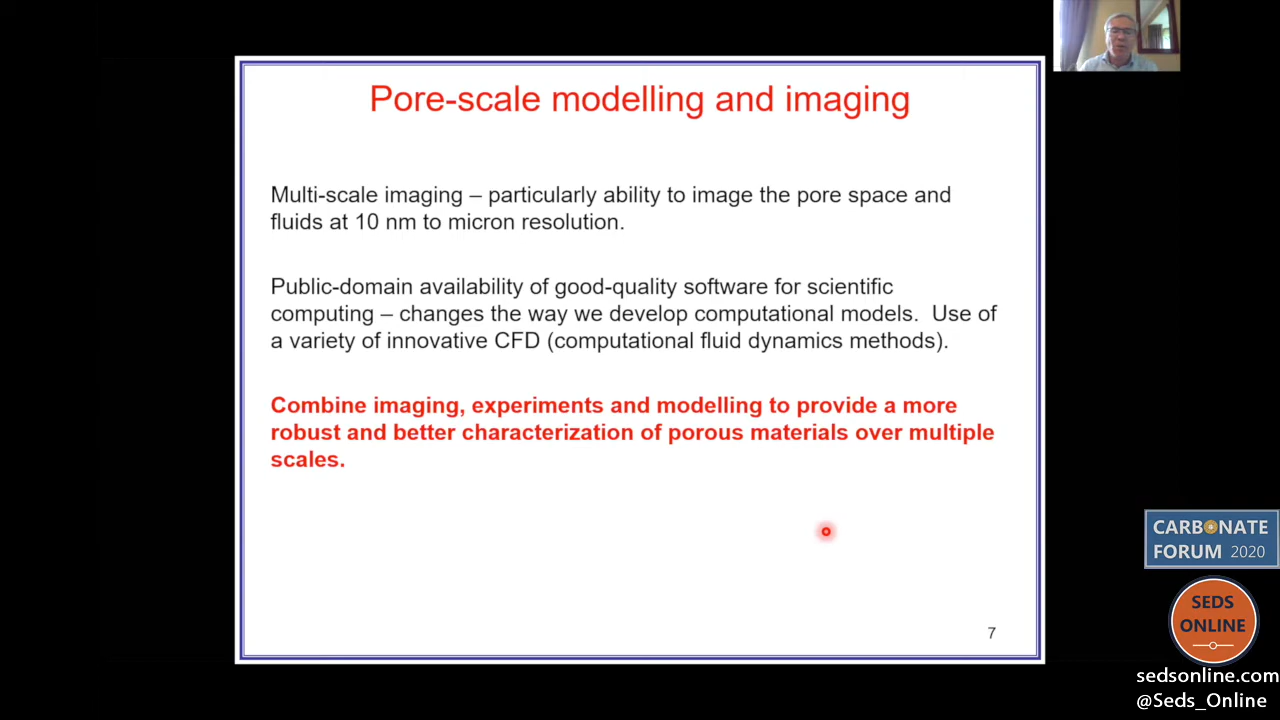 Pore-scale modelling and imaging
Multi-scale imaging – particularly ability to image the pore space and
fluids at 10 nm to micron resolution.
Public-domain availability of good-quality software for scientific
computing – changes the way we develop computational models.  Use of
a variety of innovative CFD (computational fluid dynamics methods).
Combine imaging, experiments and modelling to provide a more
robust and better characterization of porous materials over multiple
scales.
7
CARBONATE
FORUM 2020
SEDS
ONLINE
sedsonline.com
@Seds_Online